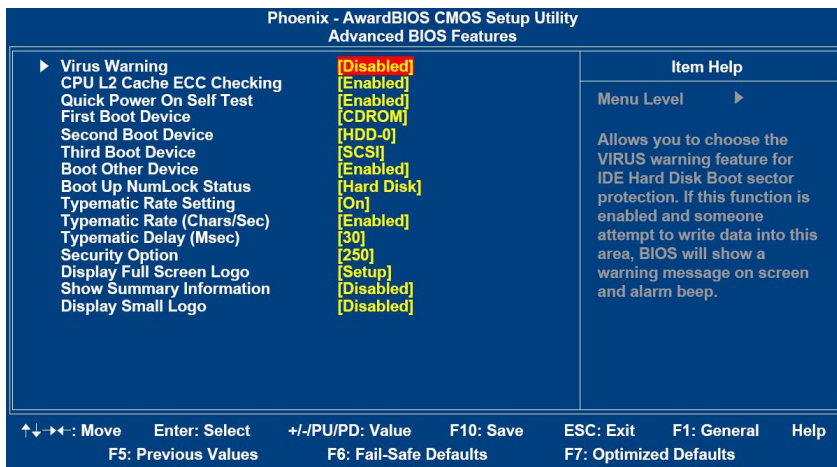 Phoenix - AwardBIOS CMOS Setup Utility
Advanced BIOS Features
Virus Warning [Disabled]
CPU L2 Cache ECC Checking [Enabled]
Quick Power On Self Test [Enabled]
First Boot Device [CDROM]
Second Boot Device [HDD-0]
Third Boot Device [SCSI]
Boot Other Device [Enabled]
Boot Up NumLock Status [Hard Disk]
Typematic Rate Setting [On]
Typematic Rate (Chars/Sec) [Enabled]
Typematic Delay (Msec) [30]
Security Option [250]
Display Full Screen Logo [Setup]
Show Summary Information [Disabled]
Display Small Logo [Disabled]
Item Help
Menu Level
Allows you to choose the
VIRUS warning feature for
IDE Hard Disk Boot sector
protection. If this function is
enabled and someone
attempt to write data into this
area, BIOS will show a
warning message on screen
and alarm beep.
↑↓→←: Move Enter: Select +/-/PU/PD: Value F10: Save ESC: Exit F1: General Help
F5: Previous Values F6: Fail-Safe Defaults F7: Optimized Defaults